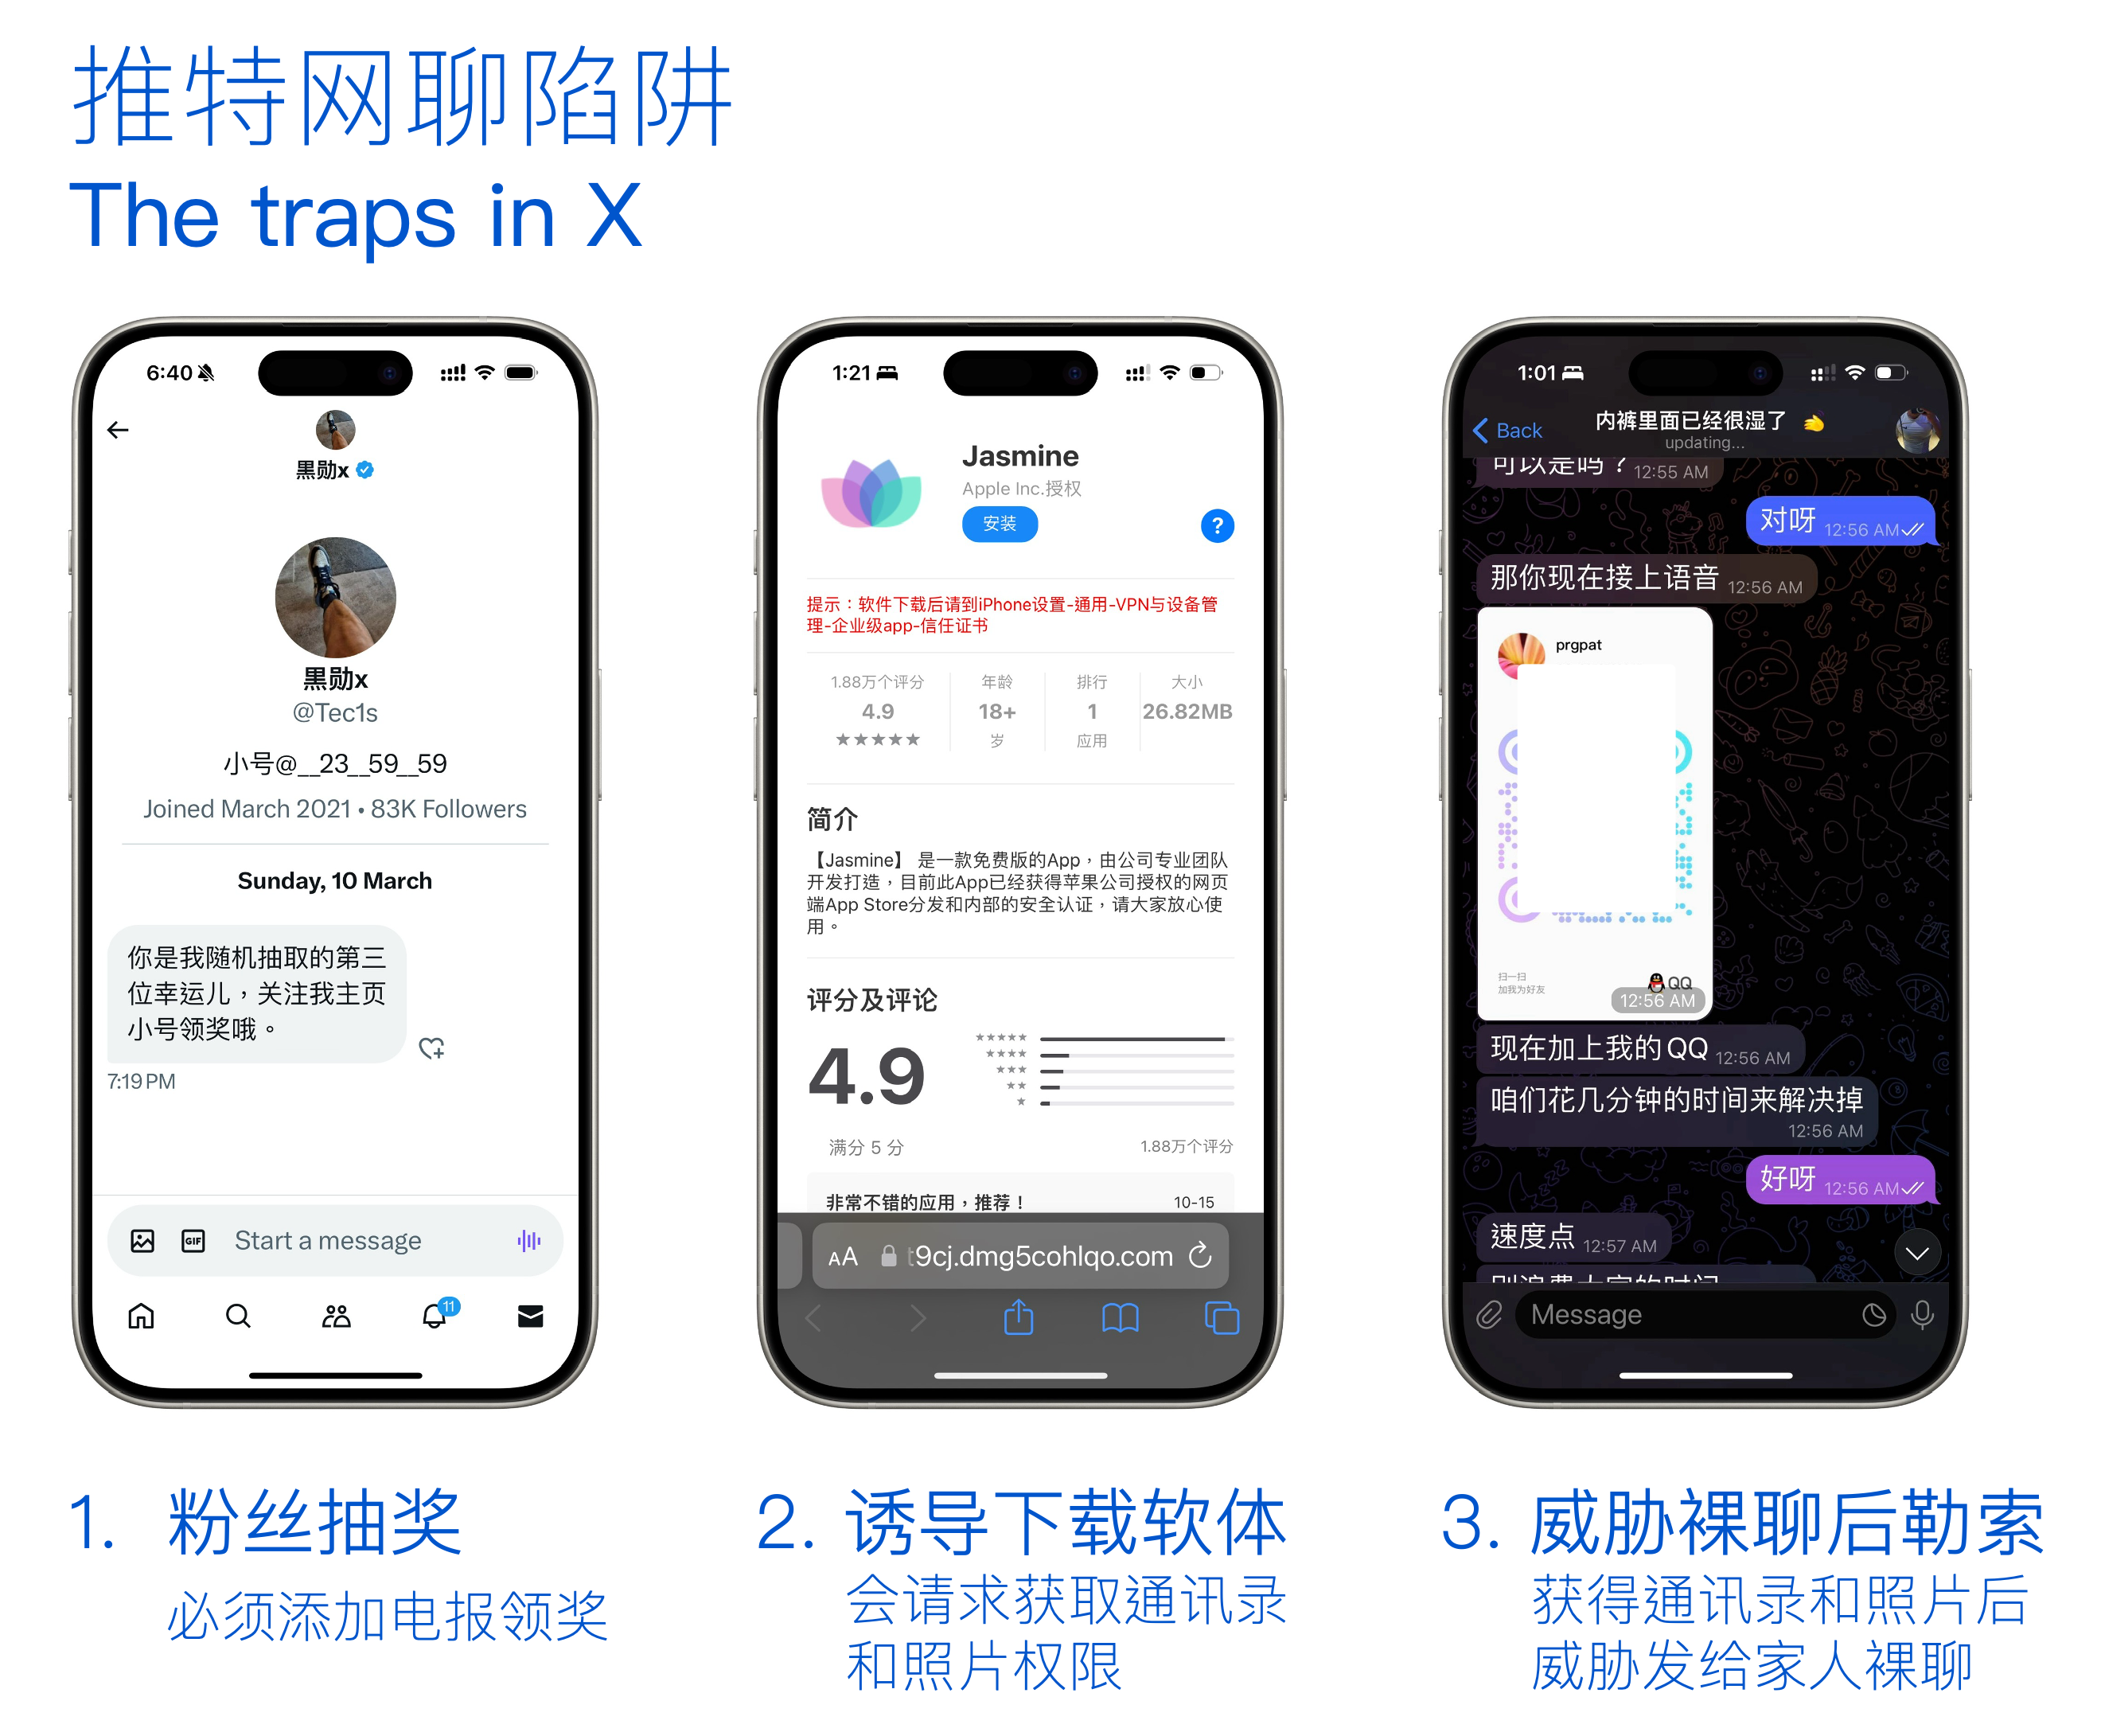 推特网聊陷阱
The traps in X
6:40
黒勋x
黒勋x
@Tec1s
小号@__23__59__59
Joined March 2021 • 83K Followers
Sunday, 10 March
你是我随机抽取的第三
位幸运儿，关注我主页
小号领奖哦。
7:19 PM
GIF
Start a message
11
1:21
Jasmine
Apple Inc.授权
安装
?
提示：软件下载后请到iPhone设置-通用-VPN与设备管
理-企业级app-信任证书
1.88万个评分
4.9
★★★★★
年龄
18+
岁
排行
1
应用
大小
26.82MB
简介
【Jasmine】 是一款免费版的App，由公司专业团队
开发打造，目前此App已经获得苹果公司授权的网页
端App Store分发和内部的安全认证，请大家放心使
用。
评分及评论
4.9
★★★★★
★★★★
★★★
★★
★
满分 5 分
1.88万个评分
非常不错的应用，推荐！
10-15
AA
t9cj.dmg5cohlqo.com
1:01
Back
内裤里面已经很湿了
updating...
可以是吗？ 12:55 AM
对呀 12:56 AM
那你现在接上语音 12:56 AM
prgpat
扫一扫
加我为好友
QQ
12:56 AM
现在加上我的QQ 12:56 AM
咱们花几分钟的时间来解决掉
12:56 AM
好呀 12:56 AM
速度点 12:57 AM
Message
1. 粉丝抽奖
必须添加电报领奖
2. 诱导下载软体
会请求获取通讯录
和照片权限
3. 威胁裸聊后勒索
获得通讯录和照片后
威胁发给家人裸聊